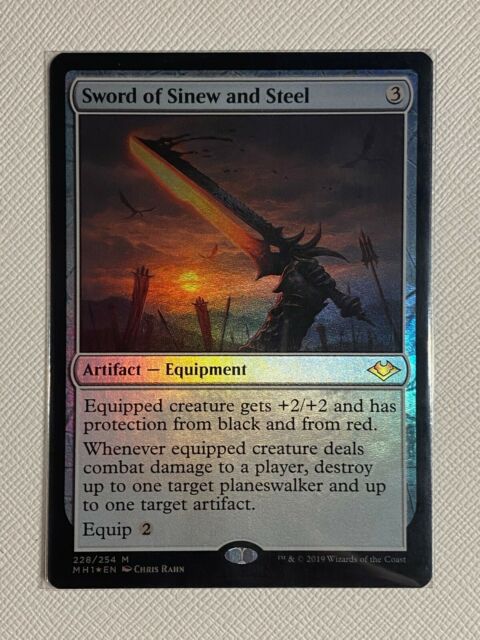 Sword of Sinew and Steel 3
Artifact — Equipment
Equipped creature gets +2/+2 and has
protection from black and from red.
Whenever equipped creature deals
combat damage to a player, destroy
up to one target planeswalker and up
to one target artifact.
Equip 2
228/254 M
MH1★EN Chris Rahn
™ & © 2019 Wizards of the Coast